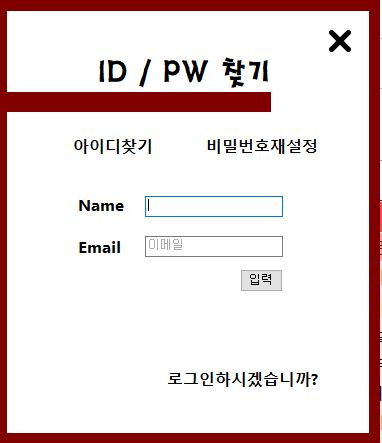 ID / PW 찾기
아이디찾기 비밀번호재설정
Name
Email 이메일
입력
로그인하시겠습니까?